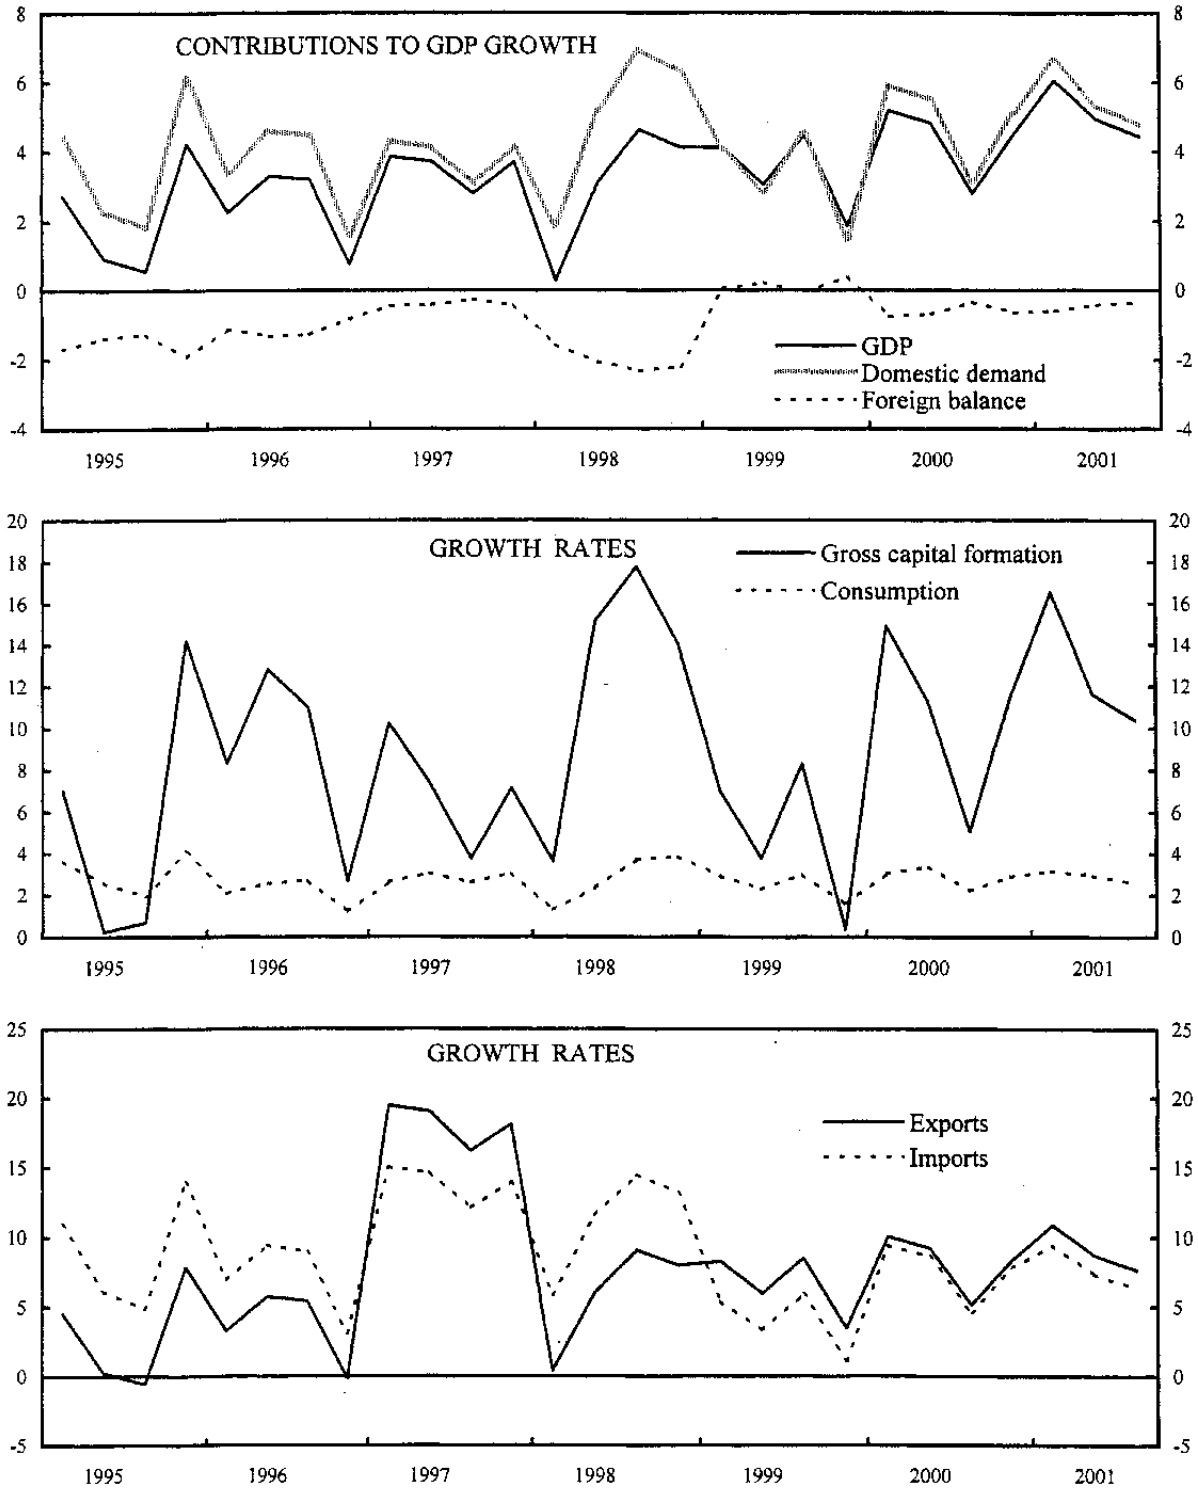 8 8
CONTRIBUTIONS TO GDP GROWTH
6 6
4 4
2 2
0 0
GDP
-2 -2
Domestic demand
Foreign balance
-4 -4
1995 1996 1997 1998 1999 2000 2001
20 20
GROWTH RATES
Gross capital formation
18 18
Consumption
16 16
14 14
12 12
10 10
8 8
6 6
4 4
2 2
0 0
1995 1996 1997 1998 1999 2000 2001
25 25
GROWTH RATES
20 20
Exports
Imports
15 15
10 10
5 5
0 0
-5 -5
1995 1996 1997 1998 1999 2000 2001